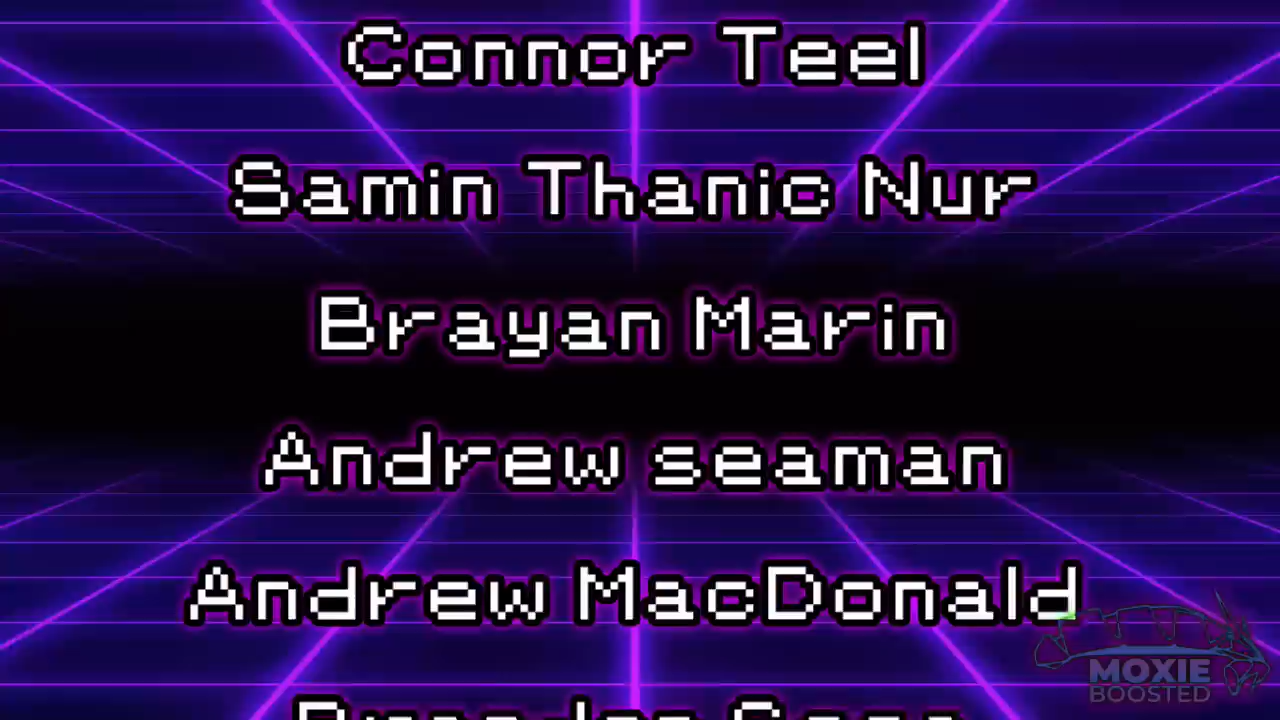 Connor Teel
Samin Thanic Nur
Brayan Marin
Andrew seaman
Andrew MacDonald
MOXIE
BOOSTED